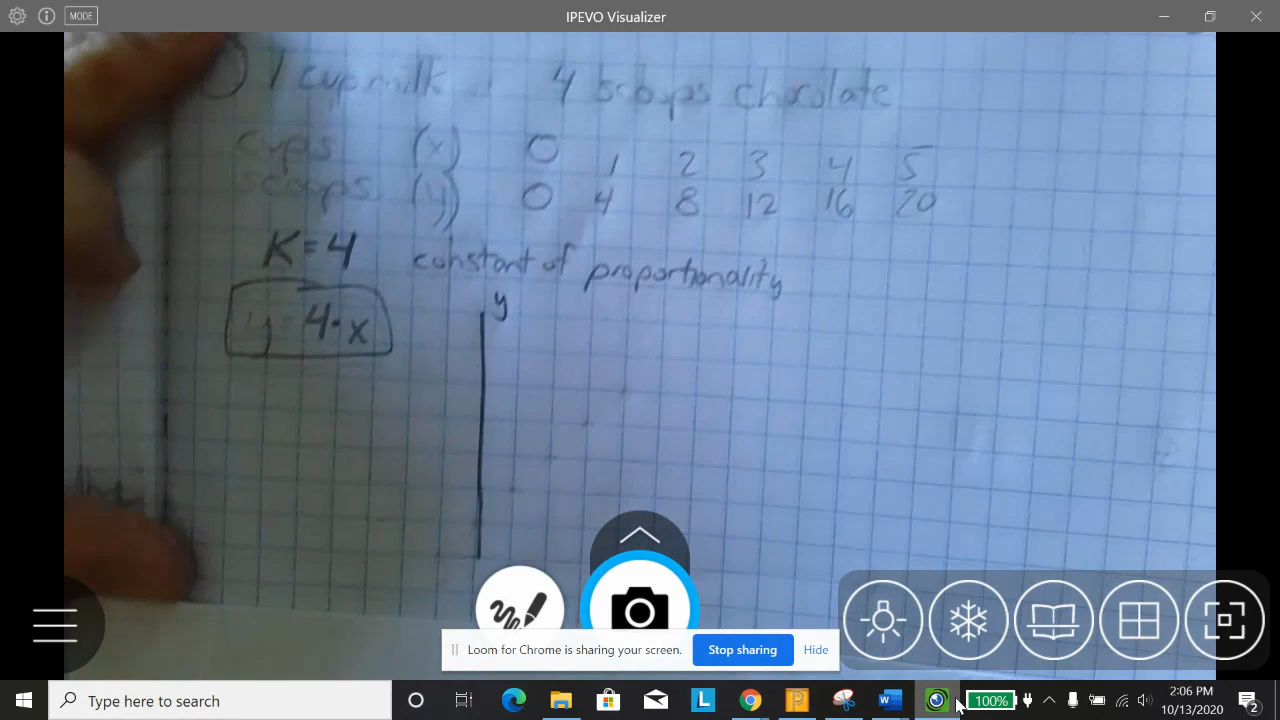 MODE
IPEVO Visualizer
1 cup milk 4 scoops chocolate
cups (x) 0 1 2 3 4 5
scoops (y) 0 4 8 12 16 20
K=4 constant of proportionality
y = 4·x
y
Loom for Chrome is sharing your screen. Stop sharing Hide
Type here to search
100%
2:06 PM
10/13/2020
2